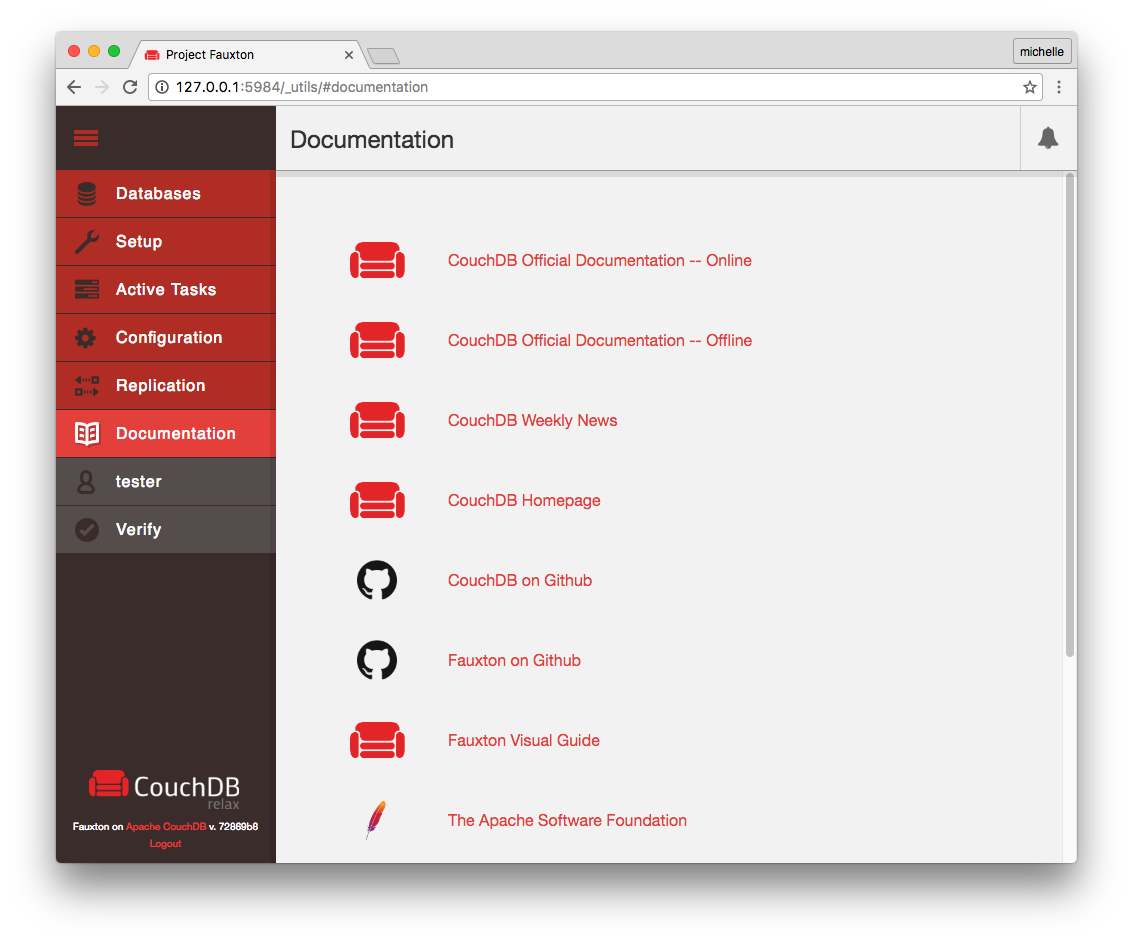 Project Fauxton
michelle
127.0.0.1:5984/_utils/#documentation
Documentation
Databases
Setup
Active Tasks
Configuration
Replication
Documentation
tester
Verify
CouchDB Official Documentation -- Online
CouchDB Official Documentation -- Offline
CouchDB Weekly News
CouchDB Homepage
CouchDB on Github
Fauxton on Github
Fauxton Visual Guide
The Apache Software Foundation
CouchDB
relax
Fauxton on Apache CouchDB v. 72869b8
Logout